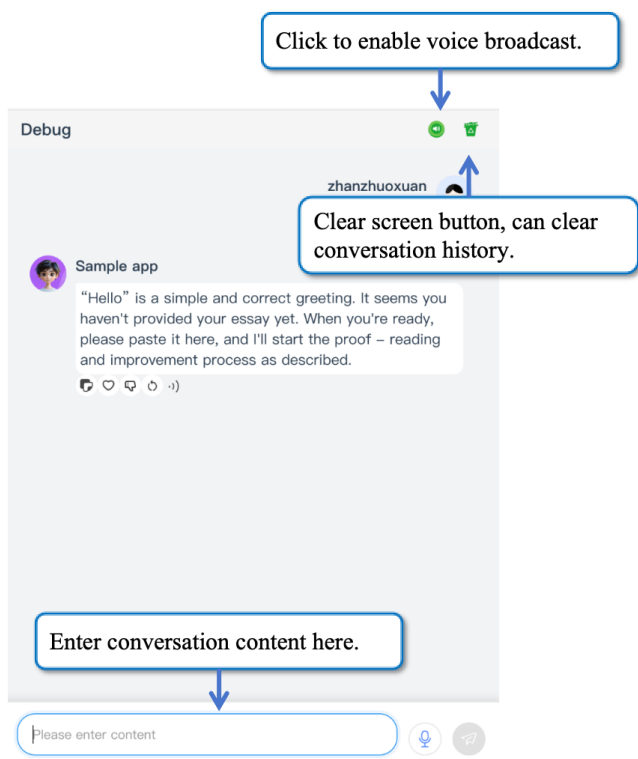 Click to enable voice broadcast.
Debug
zhanzhuoxuan
Clear screen button, can clear
conversation history.
Sample app
“Hello” is a simple and correct greeting. It seems you
haven't provided your essay yet. When you're ready,
please paste it here, and I'll start the proof – reading
and improvement process as described.
Enter conversation content here.
Please enter content